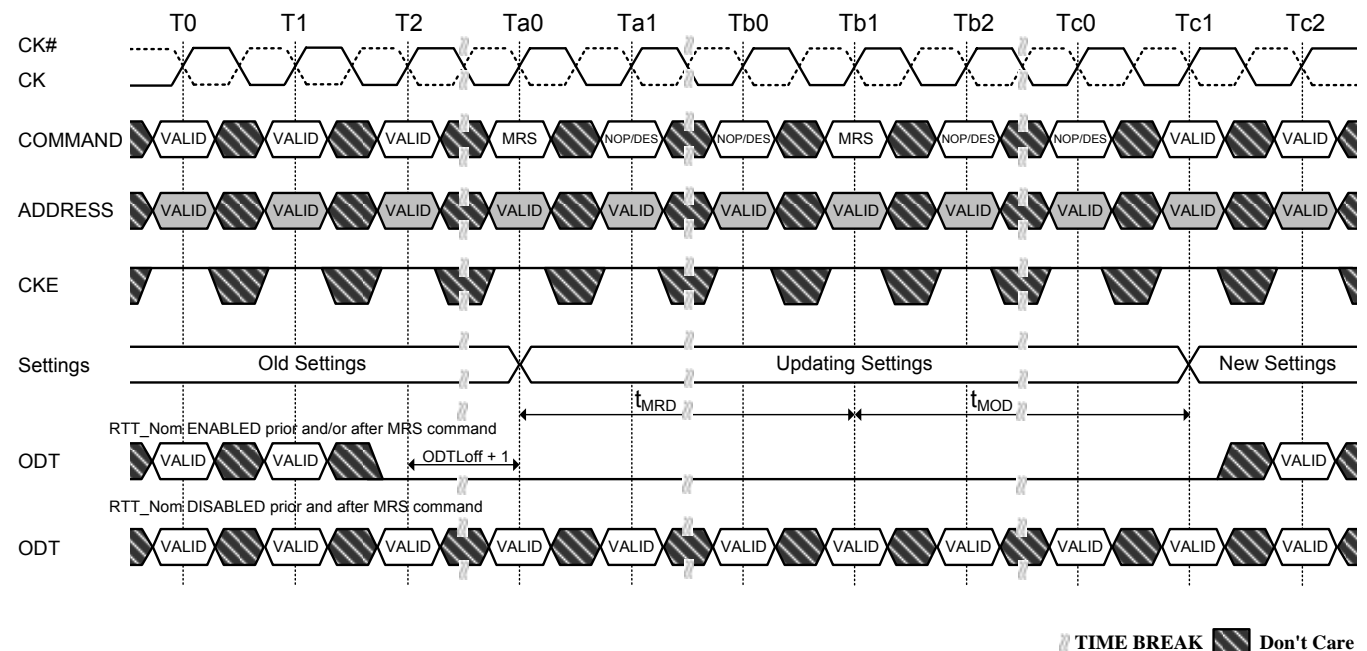 T0 T1 T2 Ta0 Ta1 Tb0 Tb1 Tb2 Tc0 Tc1 Tc2
CK#
CK
COMMAND VALID VALID VALID MRS NOP/DES NOP/DES MRS NOP/DES NOP/DES VALID VALID
ADDRESS VALID VALID VALID VALID VALID VALID VALID VALID VALID VALID VALID
CKE
Settings Old Settings Updating Settings New Settings
tMRD tMOD
RTT_Nom ENABLED prior and/or after MRS command
ODT VALID VALID ODTLoff + 1 VALID
RTT_Nom DISABLED prior and after MRS command
ODT VALID VALID VALID VALID VALID VALID VALID VALID VALID VALID VALID
TIME BREAK Don't Care